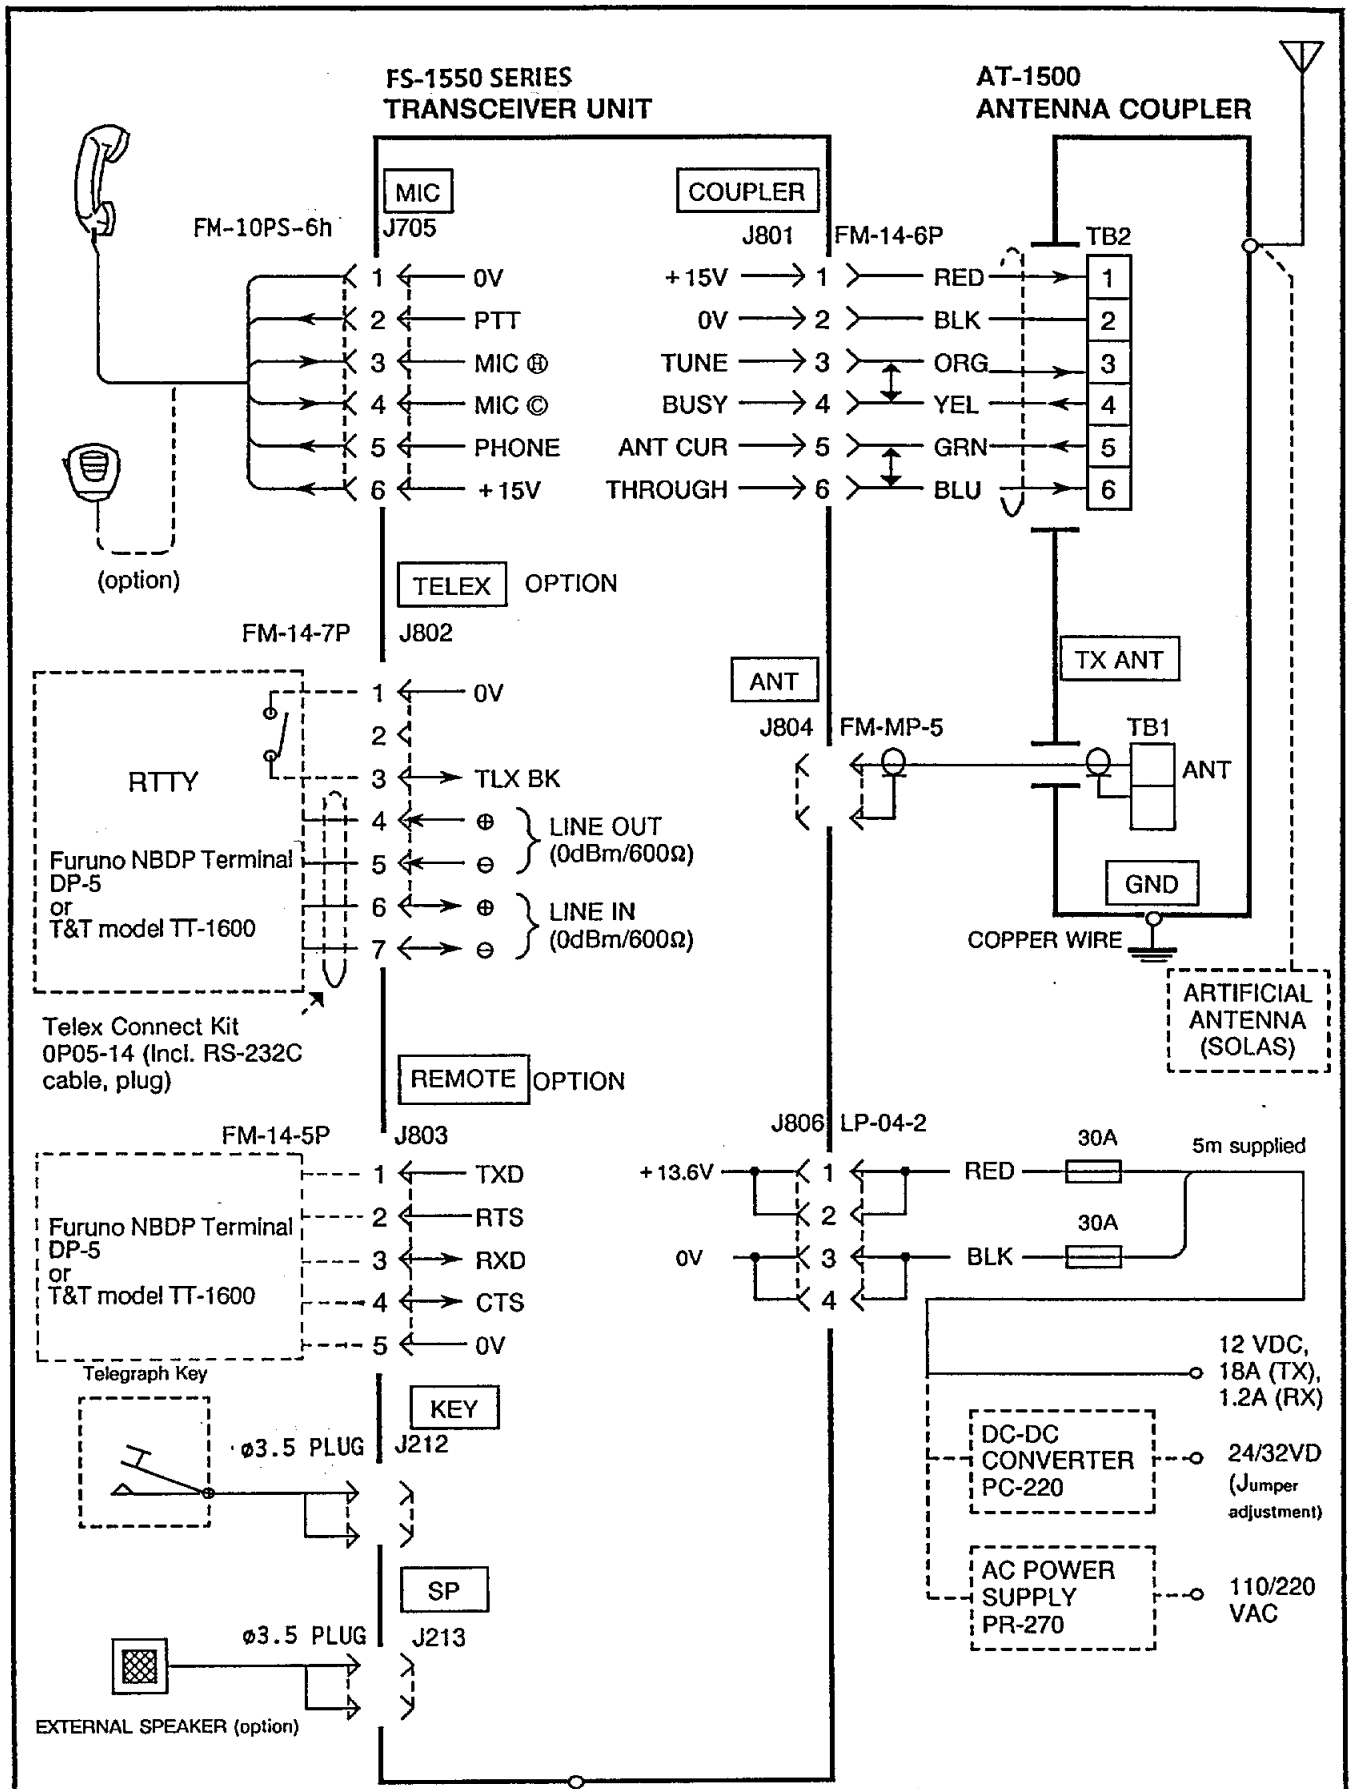 FS-1550 SERIES
TRANSCEIVER UNIT
AT-1500
ANTENNA COUPLER
MIC
COUPLER
FM-10PS-6h
J705
J801
FM-14-6P
TB2
1
0V
+15V
1
RED
1
2
PTT
0V
2
BLK
2
3
MIC Ⓗ
TUNE
3
ORG
3
4
MIC Ⓒ
BUSY
4
YEL
4
5
PHONE
ANT CUR
5
GRN
5
6
+15V
THROUGH
6
BLU
6
(option)
TELEX
OPTION
FM-14-7P
J802
TX ANT
ANT
J804
FM-MP-5
TB1
ANT
1
0V
2
RTTY
3
TLX BK
4
⊕
LINE OUT
(0dBm/600Ω)
5
⊖
Furuno NBDP Terminal
DP-5
or
T&T model TT-1600
6
⊕
LINE IN
(0dBm/600Ω)
7
⊖
GND
COPPER WIRE
ARTIFICIAL
ANTENNA
(SOLAS)
Telex Connect Kit
0P05-14 (Incl. RS-232C
cable, plug)
REMOTE
OPTION
FM-14-5P
J803
J806
LP-04-2
1
TXD
2
RTS
3
RXD
4
CTS
5
0V
Furuno NBDP Terminal
DP-5
or
T&T model TT-1600
+13.6V
1
RED
30A
5m supplied
2
0V
3
BLK
30A
4
12 VDC,
18A (TX),
1.2A (RX)
Telegraph Key
KEY
ø3.5 PLUG
J212
DC-DC
CONVERTER
PC-220
24/32VD
(Jumper
adjustment)
SP
AC POWER
SUPPLY
PR-270
110/220
VAC
ø3.5 PLUG
J213
EXTERNAL SPEAKER (option)